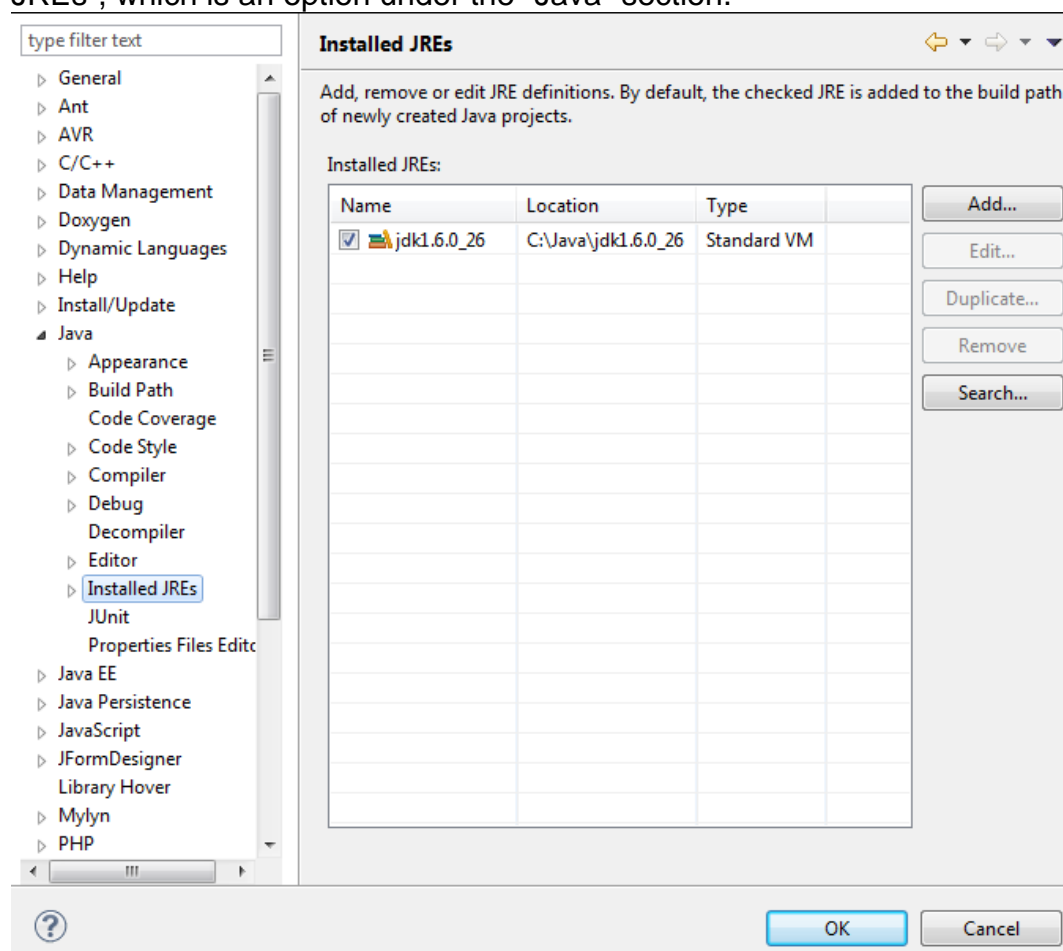 JREs", which is an option under the "Java" section.
type filter text
General
Ant
AVR
C/C++
Data Management
Doxygen
Dynamic Languages
Help
Install/Update
Java
Appearance
Build Path
Code Coverage
Code Style
Compiler
Debug
Decompiler
Editor
Installed JREs
JUnit
Properties Files Edito
Java EE
Java Persistence
JavaScript
JFormDesigner
Library Hover
Mylyn
PHP
Installed JREs
Add, remove or edit JRE definitions. By default, the checked JRE is added to the build path
of newly created Java projects.
Installed JREs:
Name Location Type
jdk1.6.0_26 C:\Java\jdk1.6.0_26 Standard VM
Add...
Edit...
Duplicate...
Remove
Search...
?
OK Cancel